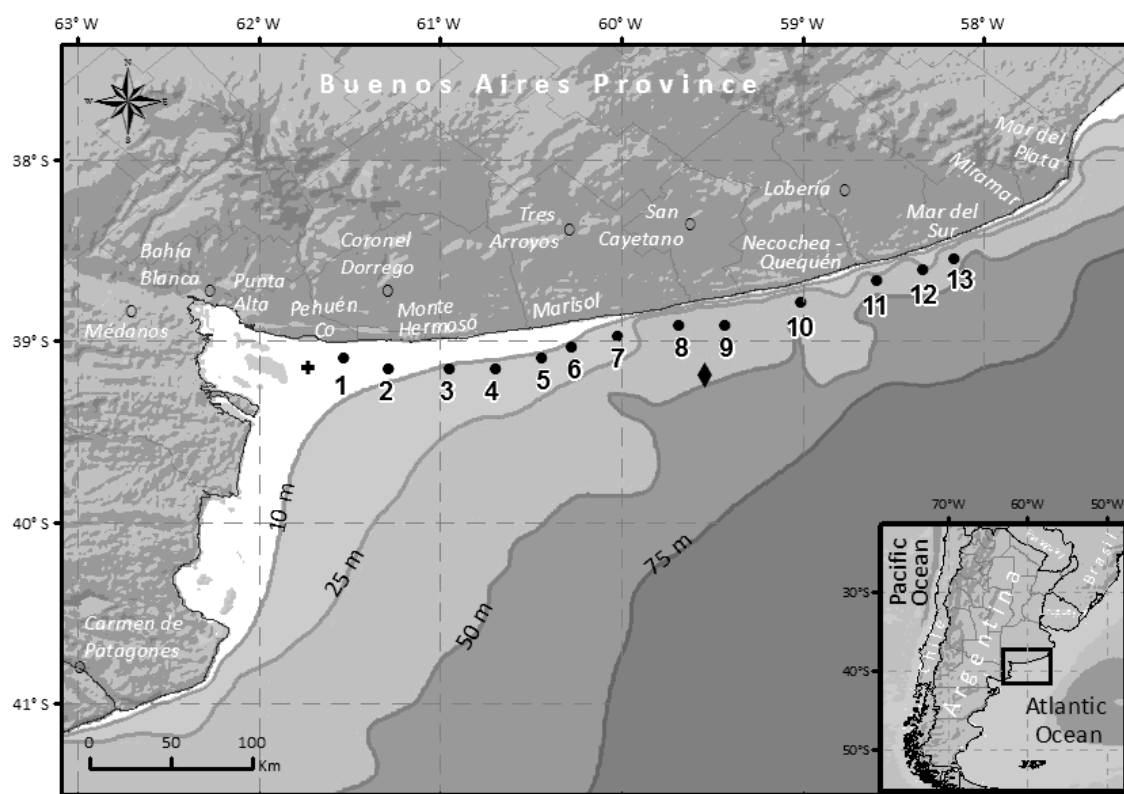 63° W 62° W 61° W 60° W 59° W 58° W
Buenos Aires Province
N
W E
S
38° S
39° S
40° S
41° S
Mar del
Plata
Miramar
Mar del
Sur
Lobería
Necochea -
Quequén
San
Cayetano
Tres
Arroyos
Marisol
Coronel
Dorrego
Monte
Hermoso
Pehuén
Co
Punta
Alta
Bahía
Blanca
Médanos
Carmen de
Patagones
1
2
3
4
5
6
7
8
9
10
11
12
13
10 m
25 m
50 m
75 m
0 50 100
Km
70°W 60°W 50°W
30°S
40°S
50°S
Pacific
Ocean
Chile
Argentina
Brasil
Atlantic
Ocean